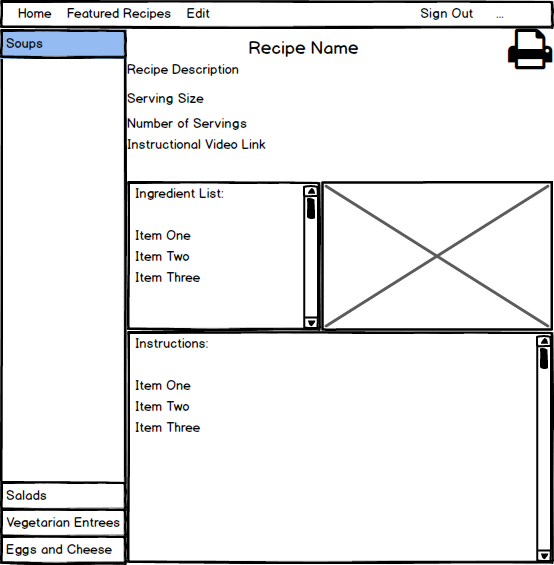 Home Featured Recipes Edit Sign Out ...
Soups
Recipe Name
Recipe Description
Serving Size
Number of Servings
Instructional Video Link
Ingredient List:
Item One
Item Two
Item Three
Instructions:
Item One
Item Two
Item Three
Salads
Vegetarian Entrees
Eggs and Cheese